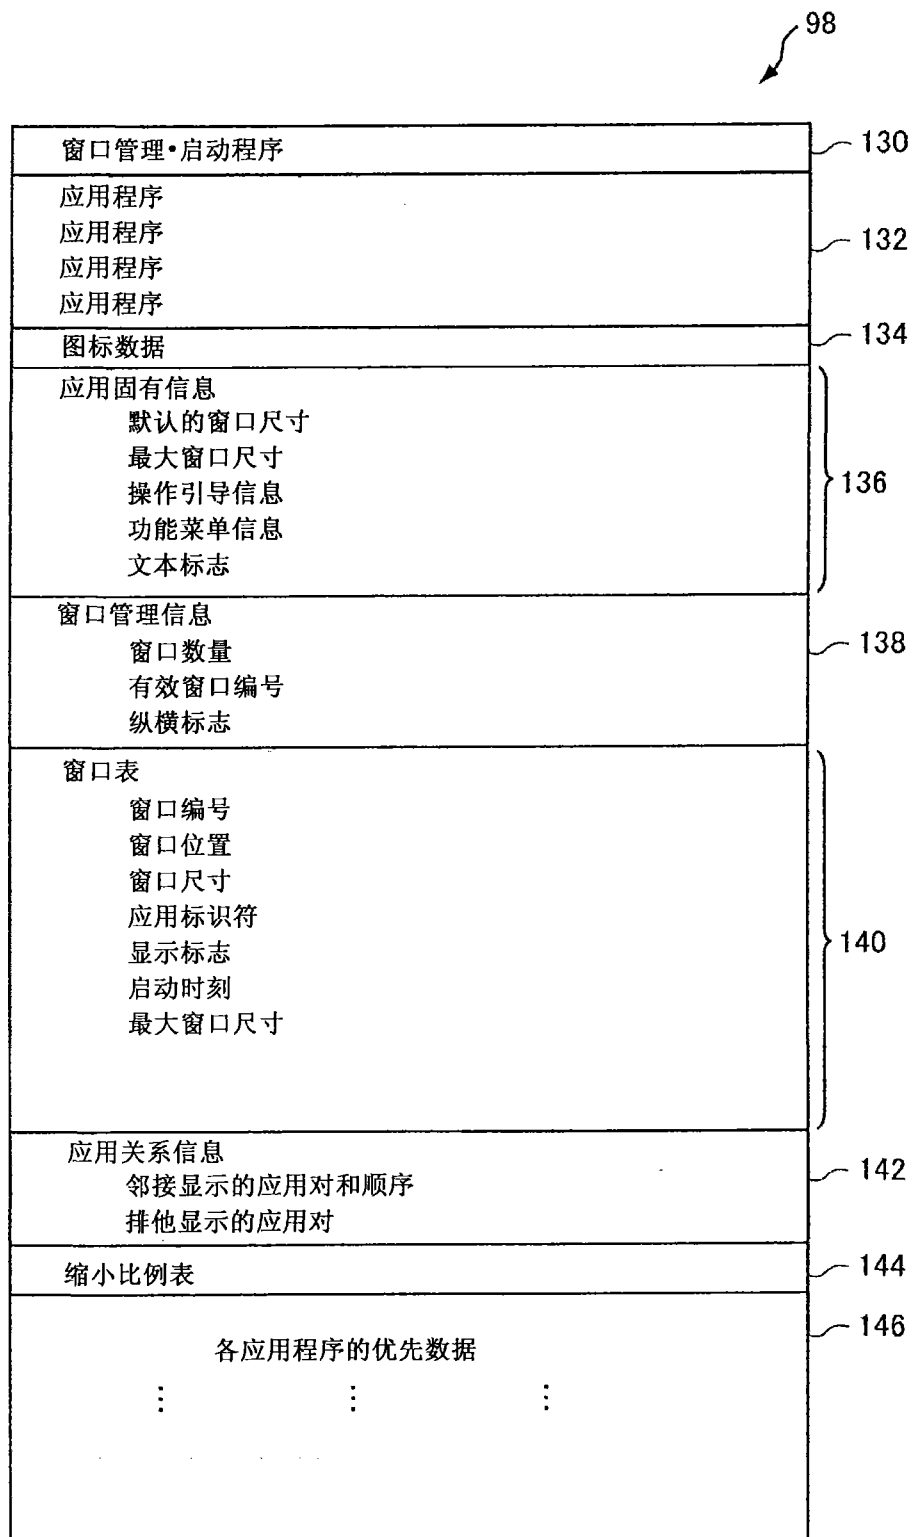 98
窗口管理•启动程序 130
应用程序
应用程序 132
应用程序
应用程序
图标数据 134
应用固有信息
默认的窗口尺寸
最大窗口尺寸
操作引导信息 136
功能菜单信息
文本标志
窗口管理信息
窗口数量 138
有效窗口编号
纵横标志
窗口表
窗口编号
窗口位置
窗口尺寸
应用标识符
显示标志 140
启动时刻
最大窗口尺寸
应用关系信息
邻接显示的应用对和顺序 142
排他显示的应用对
缩小比例表 144
146
各应用程序的优先数据
⋮ ⋮ ⋮